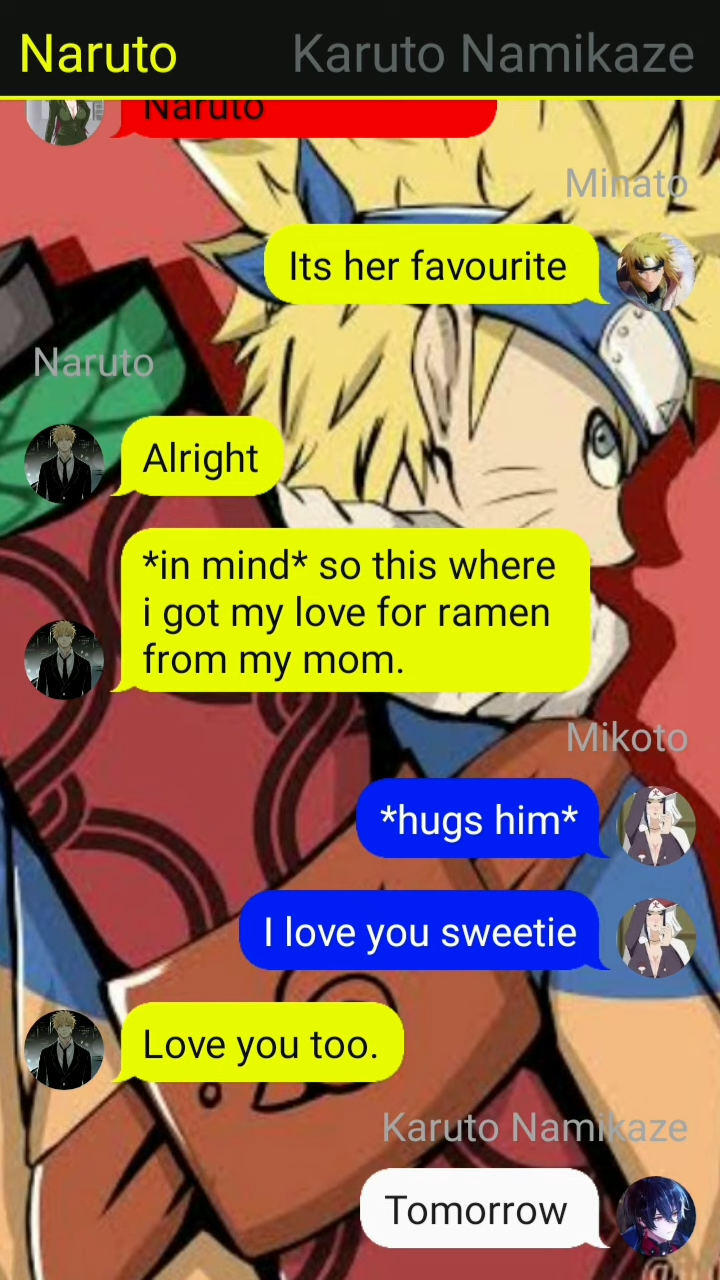 Naruto
Karuto Namikaze
Naruto
Minato
Its her favourite
Naruto
Alright
*in mind* so this where
i got my love for ramen
from my mom.
Mikoto
*hugs him*
I love you sweetie
Love you too.
Karuto Namikaze
Tomorrow